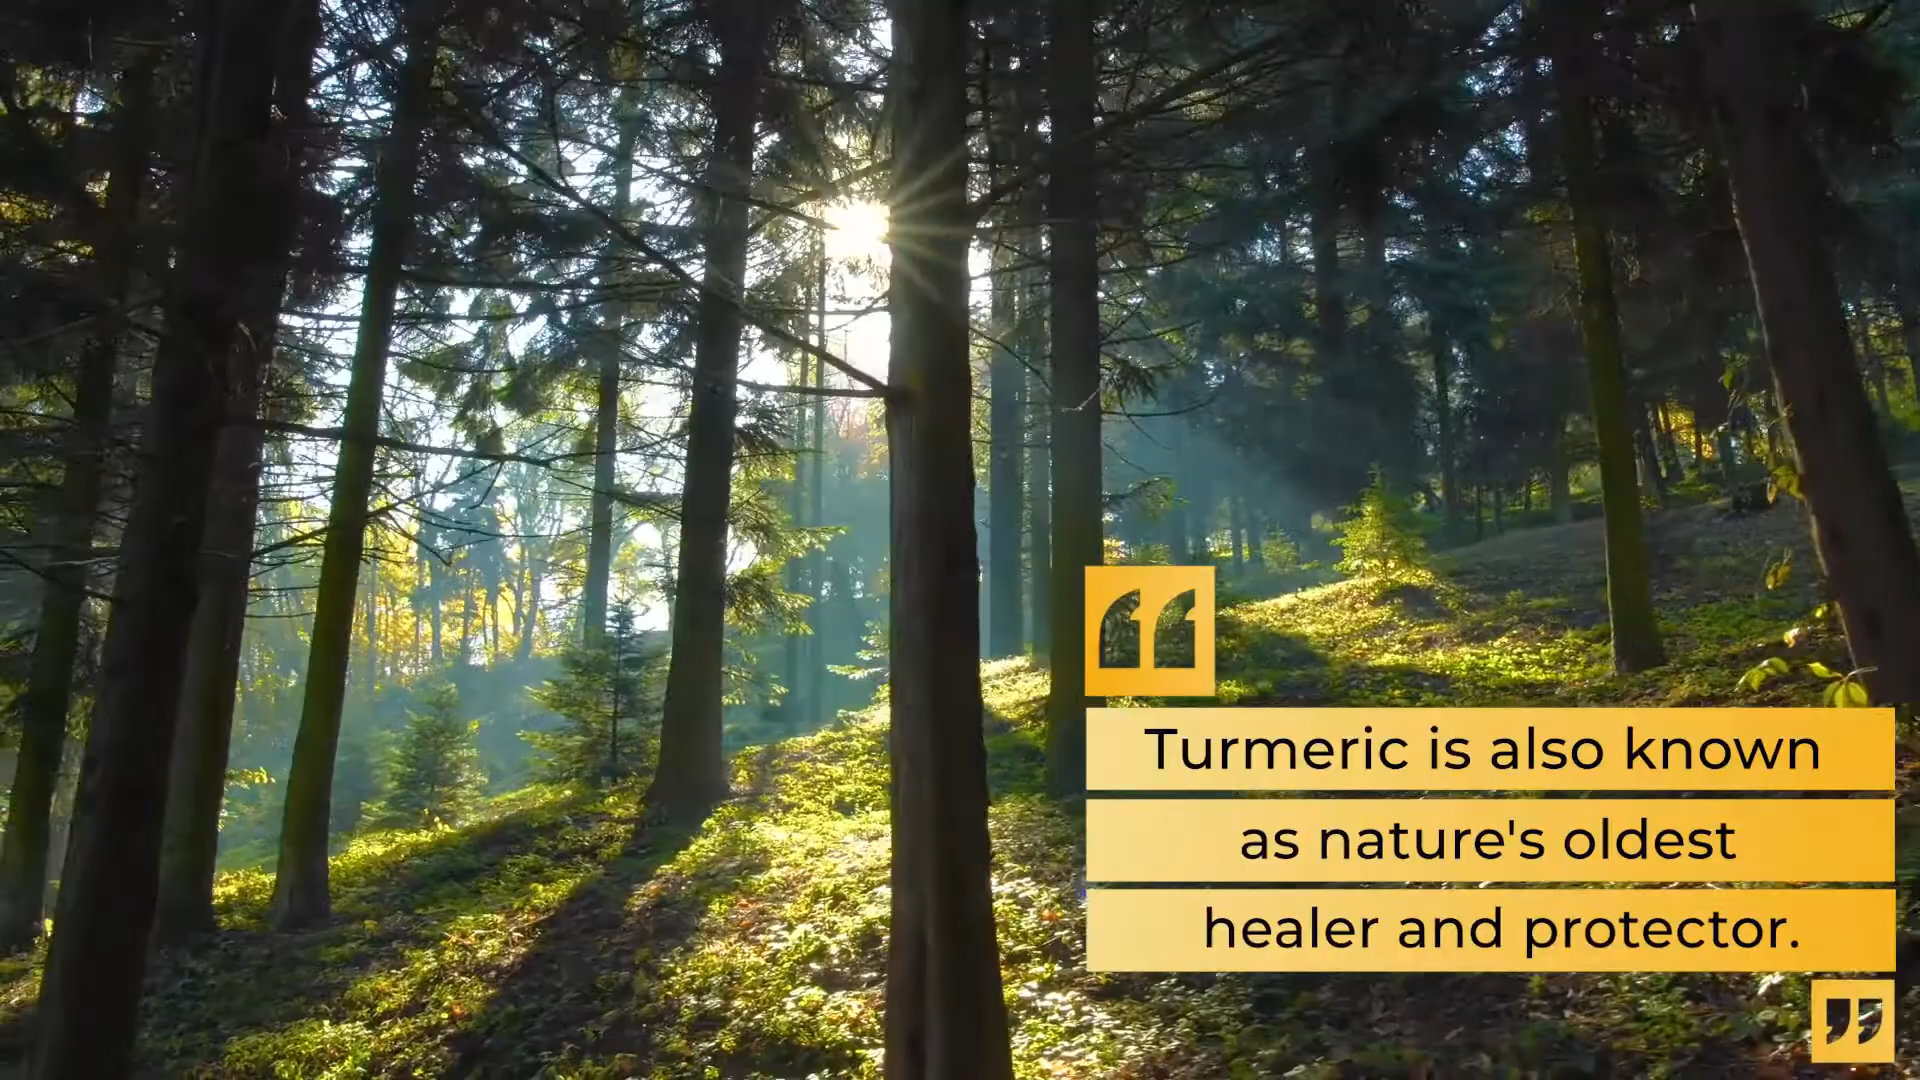 “
Turmeric is also known
as nature's oldest
healer and protector.
”